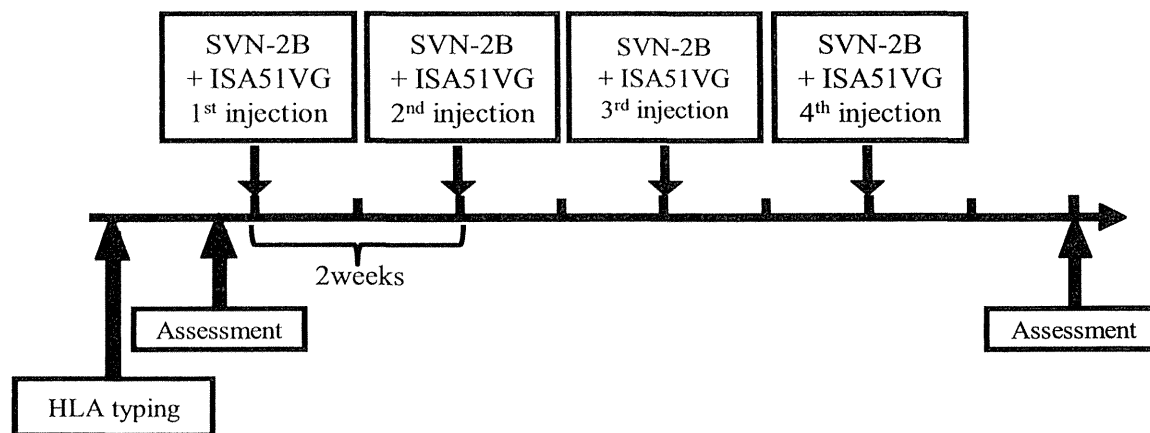 SVN-2B
+ ISA51VG
1st injection
SVN-2B
+ ISA51VG
2nd injection
SVN-2B
+ ISA51VG
3rd injection
SVN-2B
+ ISA51VG
4th injection
2weeks
Assessment
Assessment
HLA typing